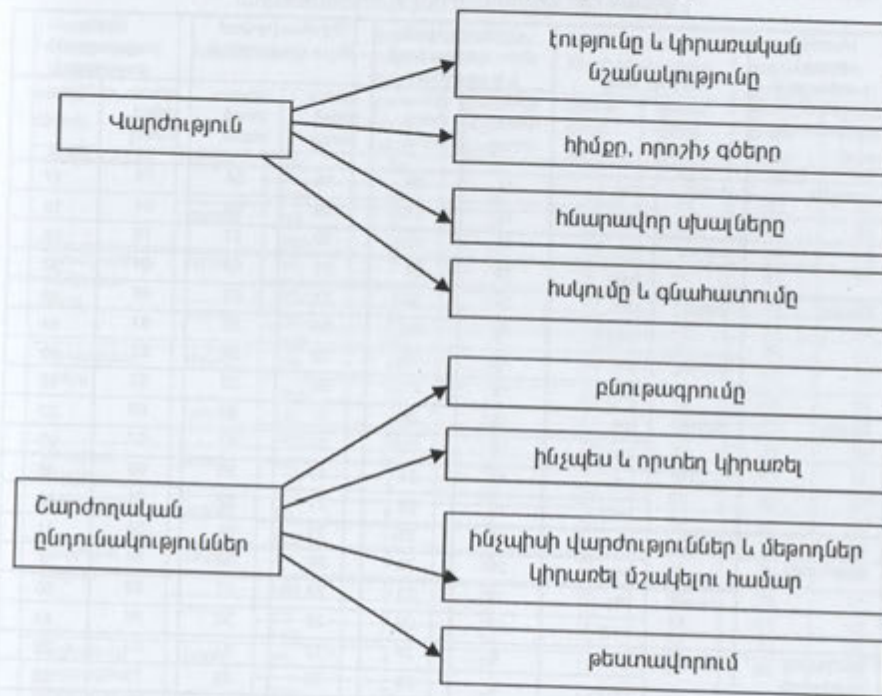 Վարժություն
էությունը և կիրառական
նշանակությունը
հիմքը, որոշիչ գծերը
հնարավոր սխալները
հսկումը և գնահատումը
Շարժողական
ընդունակություններ
բնութագրումը
ինչպես և որտեղ կիրառել
ինչպիսի վարժություններ և մեթոդներ
կիրառել մշակելու համար
թեստավորում